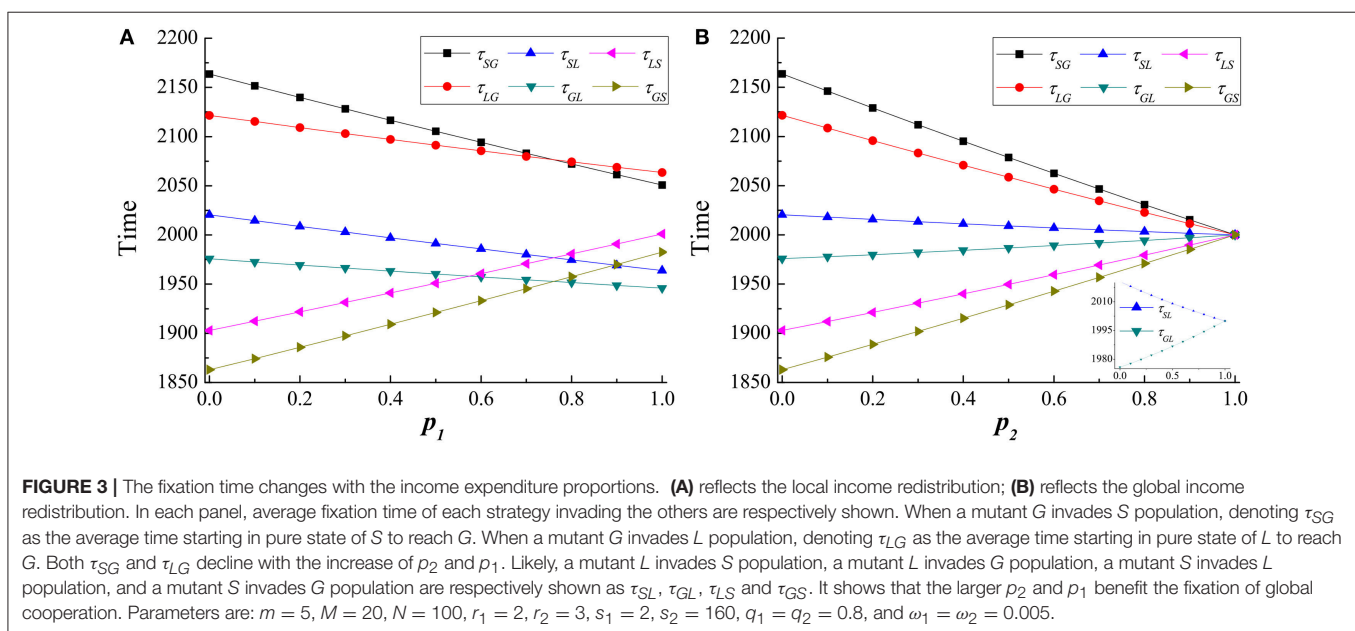 A
2200
2150
2100
2050
2000
1950
1900
1850
Time
τSG τSL τLS
τLG τGL τGS
0.0 0.2 0.4 0.6 0.8 1.0
p1
B
2200
2150
2100
2050
2000
1950
1900
1850
Time
τSG τSL τLS
τLG τGL τGS
2010
1995
1980
τSL
τGL
0.0 0.5 1.0
0.0 0.2 0.4 0.6 0.8 1.0
p2
FIGURE 3 | The fixation time changes with the income expenditure proportions. (A) reflects the local income redistribution; (B) reflects the global income
redistribution. In each panel, average fixation time of each strategy invading the others are respectively shown. When a mutant G invades S population, denoting τSG
as the average time starting in pure state of S to reach G. When a mutant G invades L population, denoting τLG as the average time starting in pure state of L to reach
G. Both τSG and τLG decline with the increase of p2 and p1. Likely, a mutant L invades S population, a mutant L invades G population, a mutant S invades L
population, and a mutant S invades G population are respectively shown as τSL, τGL, τLS and τGS. It shows that the larger p2 and p1 benefit the fixation of global
cooperation. Parameters are: m = 5, M = 20, N = 100, r1 = 2, r2 = 3, s1 = 2, s2 = 160, q1 = q2 = 0.8, and ω1 = ω2 = 0.005.